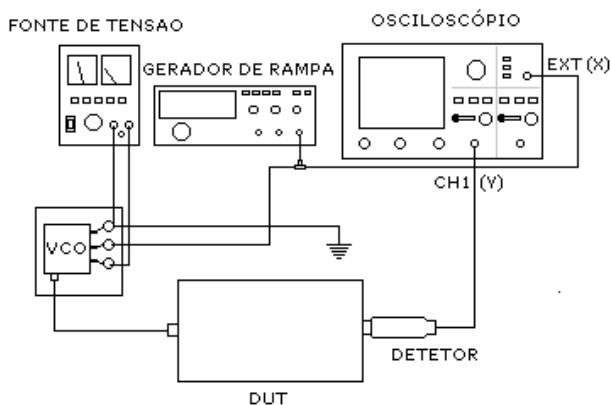 FONTE DE TENSAO
OSCILOSCÓPIO
GERADOR DE RAMPA
EXT (X)
CH1 (Y)
VCO
DETETOR
DUT